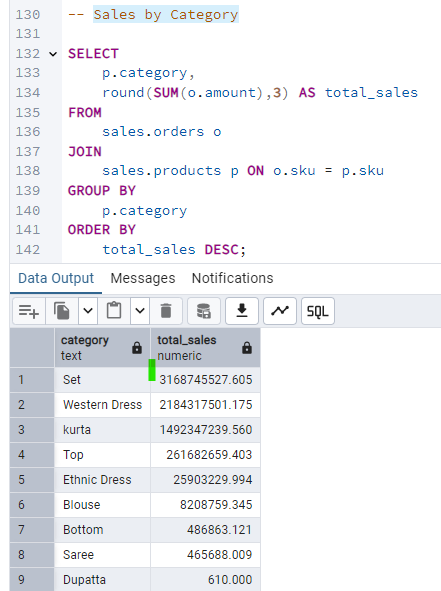 130 -- Sales by Category
131
132 SELECT
133 p.category,
134 round(SUM(o.amount),3) AS total_sales
135 FROM
136 sales.orders o
137 JOIN
138 sales.products p ON o.sku = p.sku
139 GROUP BY
140 p.category
141 ORDER BY
142 total_sales DESC;
Data Output Messages Notifications
SQL
category total_sales
text numeric
1 Set 3168745527.605
2 Western Dress 2184317501.175
3 kurta 1492347239.560
4 Top 261682659.403
5 Ethnic Dress 25903229.994
6 Blouse 8208759.345
7 Bottom 486863.121
8 Saree 465688.009
9 Dupatta 610.000